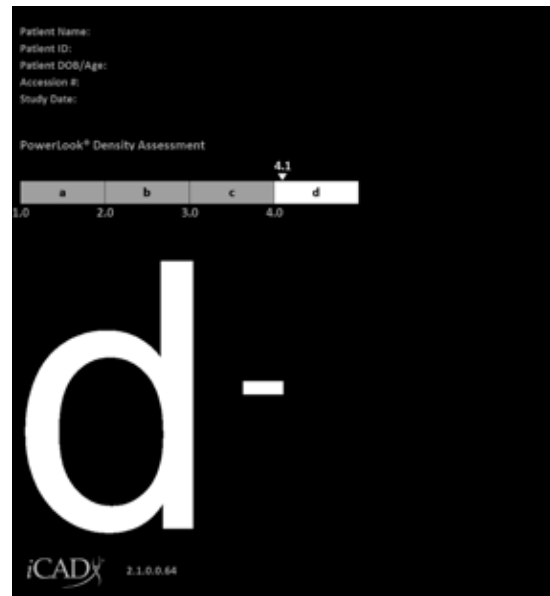 Patient Name:
Patient ID:
Patient DOB/Age:
Accession #:
Study Date:
PowerLook® Density Assessment
4.1
a b c d
1.0 2.0 3.0 4.0
d -
iCAD 2.1.0.0.64